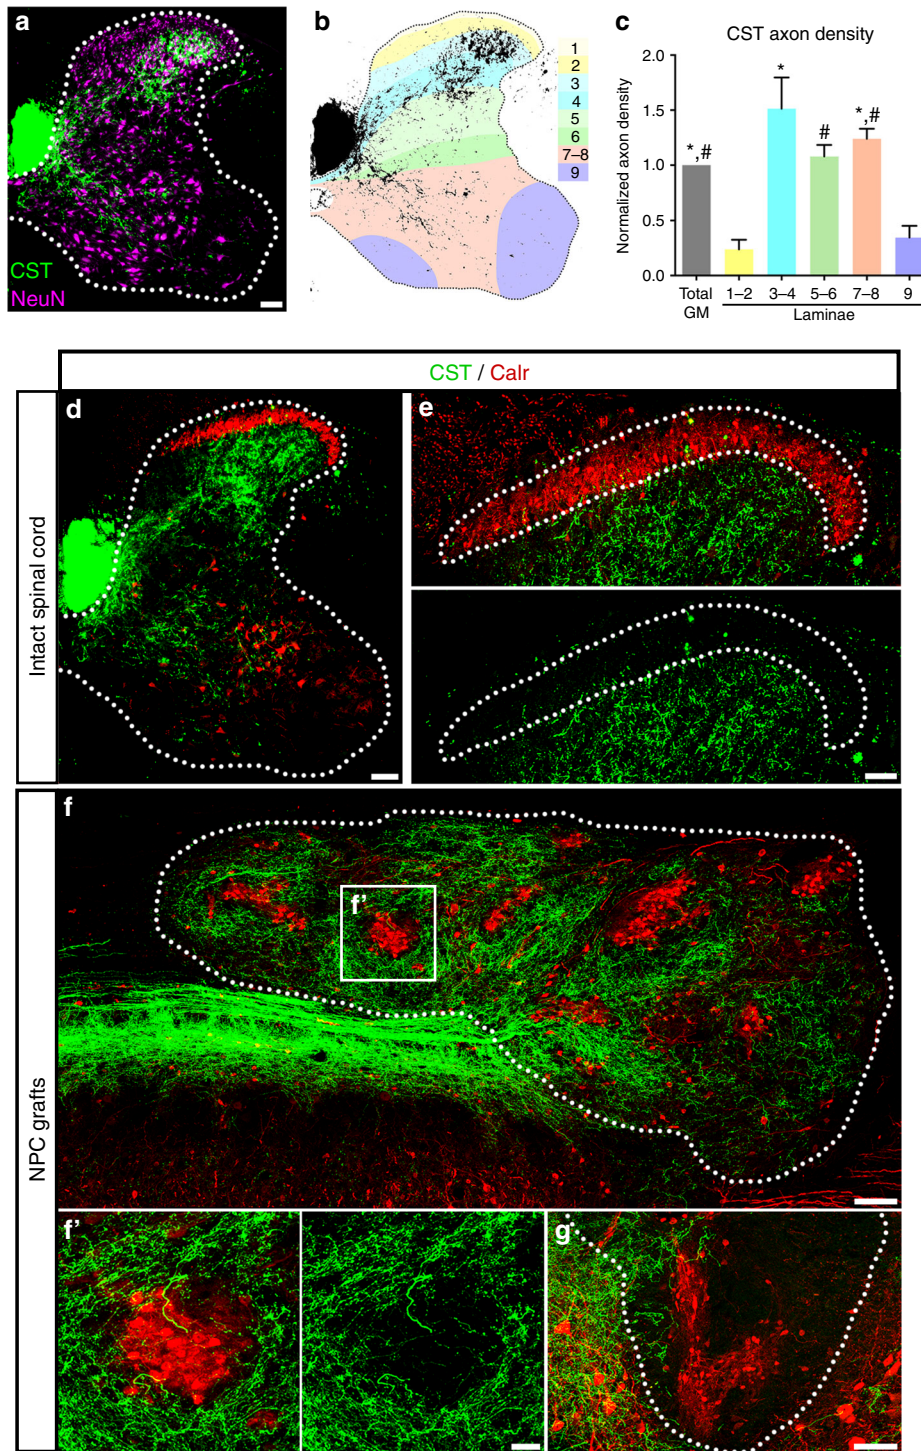 a
CST
NeuN
b
1
2
3
4
5
6
7–8
9
c
CST axon density
Normalized axon density
2.0
1.5
1.0
0.5
0.0
*,#
*
#
*,#
Total GM
1–2
3–4
5–6
7–8
9
Laminae
CST / Calr
Intact spinal cord
d
e
NPC grafts
f
f'
f'
g